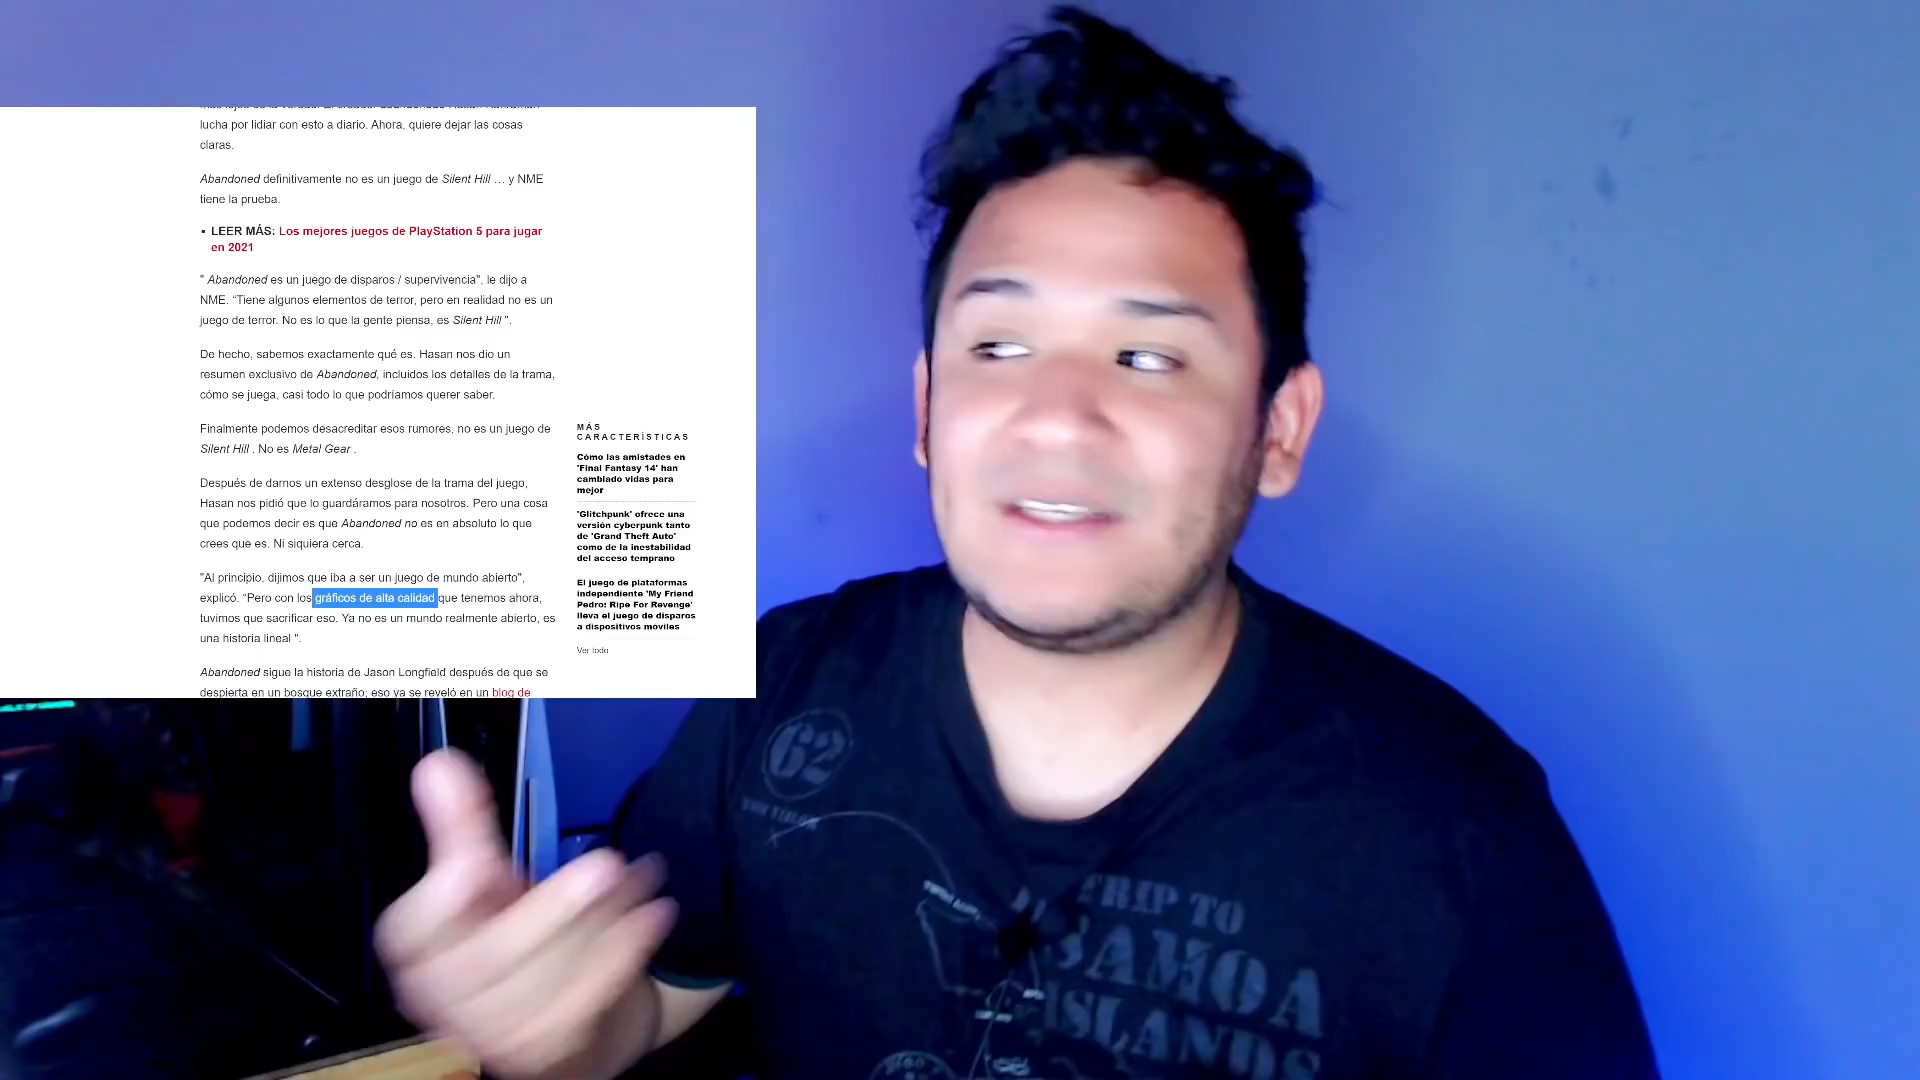 lucha por lidiar con esto a diario. Ahora, quiere dejar las cosas
claras.
Abandoned definitivamente no es un juego de Silent Hill … y NME
tiene la prueba.
▪ LEER MÁS: Los mejores juegos de PlayStation 5 para jugar
en 2021
" Abandoned es un juego de disparos / supervivencia", le dijo a
NME. “Tiene algunos elementos de terror, pero en realidad no es un
juego de terror. No es lo que la gente piensa, es Silent Hill ".
De hecho, sabemos exactamente qué es. Hasan nos dio un
resumen exclusivo de Abandoned, incluidos los detalles de la trama,
cómo se juega, casi todo lo que podríamos querer saber.
Finalmente podemos desacreditar esos rumores, no es un juego de
Silent Hill . No es Metal Gear .
Después de darnos un extenso desglose de la trama del juego,
Hasan nos pidió que lo guardáramos para nosotros. Pero una cosa
que podemos decir es que Abandoned no es en absoluto lo que
crees que es. Ni siquiera cerca.
"Al principio, dijimos que iba a ser un juego de mundo abierto",
explicó. “Pero con los gráficos de alta calidad que tenemos ahora,
tuvimos que sacrificar eso. Ya no es un mundo realmente abierto, es
una historia lineal ".
Abandoned sigue la historia de Jason Longfield después de que se
despierta en un bosque extraño; eso ya se reveló en un blog de
MÁS
CARACTERÍSTICAS
Cómo las amistades en
'Final Fantasy 14' han
cambiado vidas para
mejor
'Glitchpunk' ofrece una
versión cyberpunk tanto
de 'Grand Theft Auto'
como de la inestabilidad
del acceso temprano
El juego de plataformas
independiente 'My Friend
Pedro: Ripe For Revenge'
lleva el juego de disparos
a dispositivos móviles
Ver todo
62
TRIP TO
SAMOA
ISLANDS